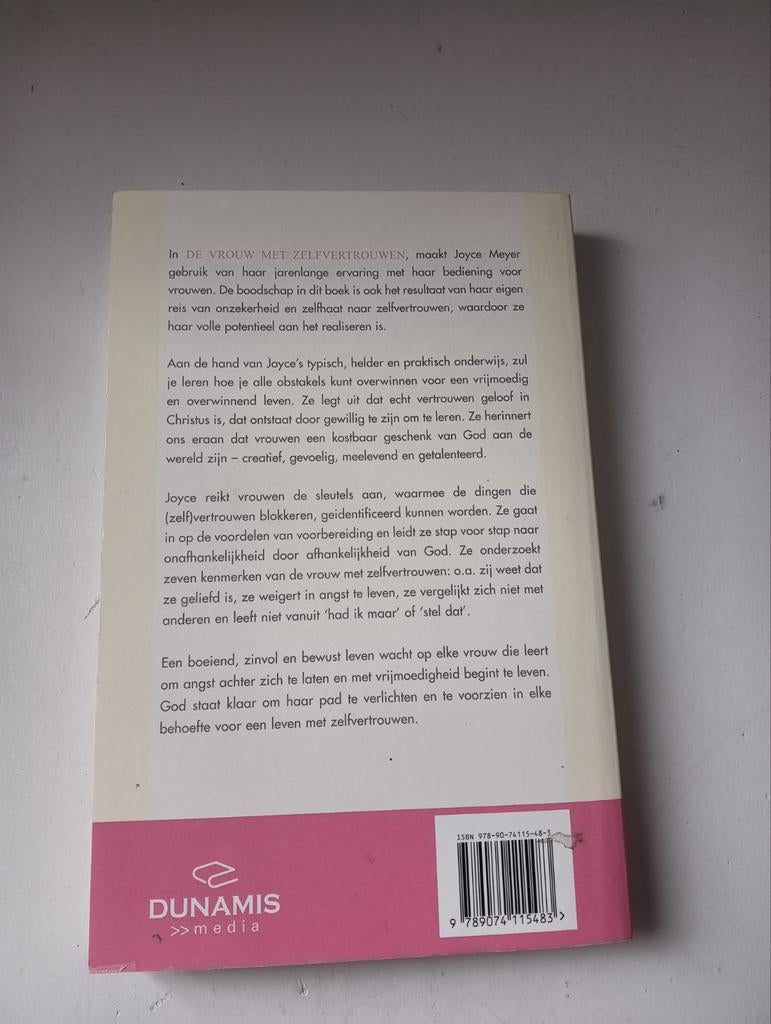 In DE VROUW MET ZELFVERTROUWEN, maakt Joyce Meyer
gebruik van haar jarenlange ervaring met haar bediening voor
vrouwen. De boodschap in dit boek is ook het resultaat van haar eigen
reis van onzekerheid en zelfhaat naar zelfvertrouwen, waardoor ze
haar volle potentieel aan het realiseren is.
Aan de hand van Joyce's typisch, helder en praktisch onderwijs, zul
je leren hoe je alle obstakels kunt overwinnen voor een vrijmoedig
en overwinnend leven. Ze legt uit dat echt vertrouwen geloof in
Christus is, dat ontstaat door gewillig te zijn om te leren. Ze herinnert
ons eraan dat vrouwen een kostbaar geschenk van God aan de
wereld zijn – creatief, gevoelig, meelevend en getalenteerd.
Joyce reikt vrouwen de sleutels aan, waarmee de dingen die
(zelf)vertrouwen blokkeren, geidentificeerd kunnen worden. Ze gaat
in op de voordelen van voorbereiding en leidt ze stap voor stap naar
onafhankelijkheid door afhankelijkheid van God. Ze onderzoekt
zeven kenmerken van de vrouw met zelfvertrouwen: o.a. zij weet dat
ze geliefd is, ze weigert in angst te leven, ze vergelijkt zich niet met
anderen en leeft niet vanuit 'had ik maar' of 'stel dat'.
Een boeiend, zinvol en bewust leven wacht op elke vrouw die leert
om angst achter zich te laten en met vrijmoedigheid begint te leven.
God staat klaar om haar pad te verlichten en te voorzien in elke
behoefte voor een leven met zelfvertrouwen.
ISBN 978-90-74115-48-3
9 789074 115483 >
DUNAMIS
>>media